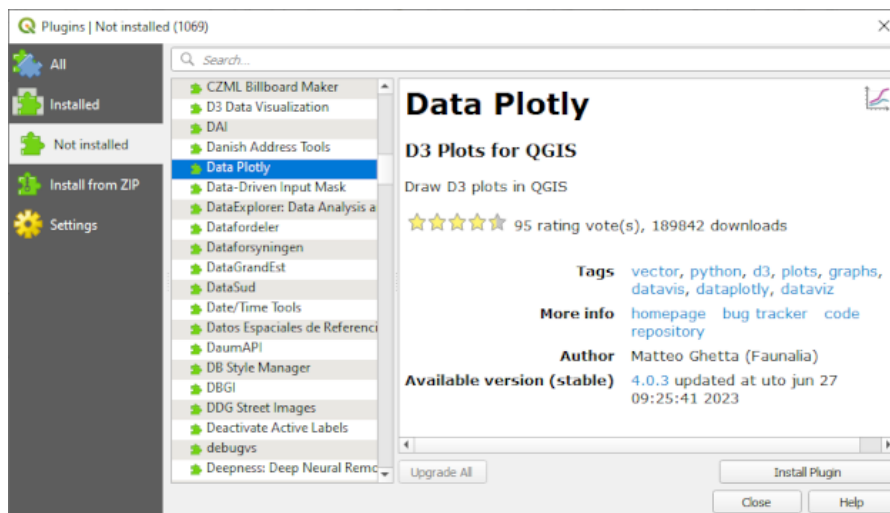 Plugins | Not installed (1069)
All
Installed
Not installed
Install from ZIP
Settings
Search...
CZML Billboard Maker
D3 Data Visualization
DAI
Danish Address Tools
Data Plotly
Data-Driven Input Mask
DataExplorer: Data Analysis a
Datafordeler
Dataforsyningen
DataGrandEst
DataSud
Date/Time Tools
Datos Espaciales de Referenci
DaumAPI
DB Style Manager
DBGI
DDG Street Images
Deactivate Active Labels
debugvs
Deepness: Deep Neural Remo
Data Plotly
D3 Plots for QGIS
Draw D3 plots in QGIS
95 rating vote(s), 189842 downloads
Tags vector, python, d3, plots, graphs,
datavis, dataplotly, dataviz
More info homepage bug tracker code
repository
Author Matteo Ghetta (Faunalia)
Available version (stable) 4.0.3 updated at uto jun 27
09:25:41 2023
Upgrade All
Install Plugin
Close
Help